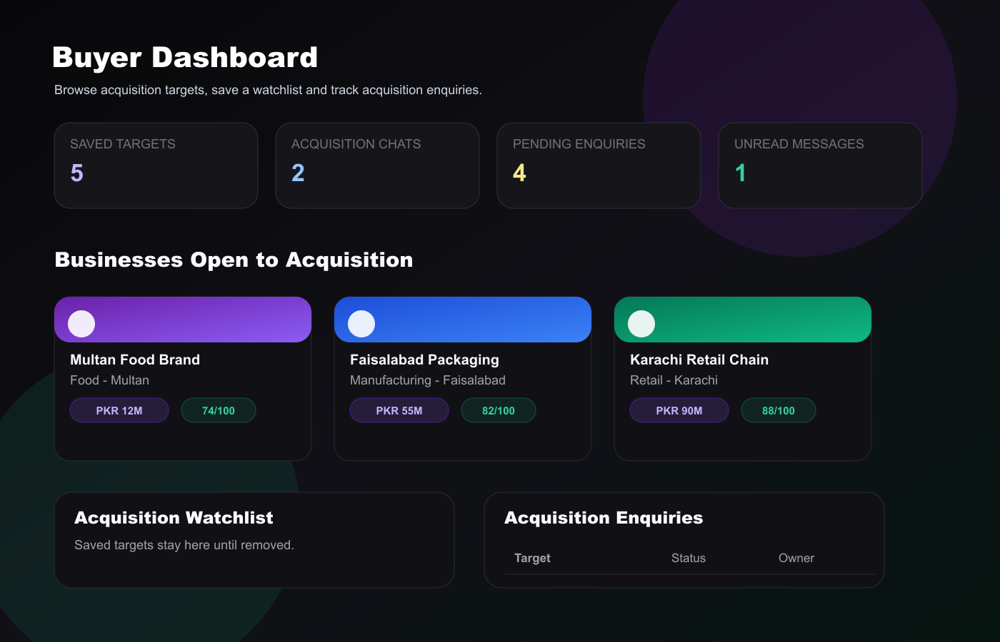 Buyer Dashboard
Browse acquisition targets, save a watchlist and track acquisition enquiries.
SAVED TARGETS
5
ACQUISITION CHATS
2
PENDING ENQUIRIES
4
UNREAD MESSAGES
1
Businesses Open to Acquisition
Multan Food Brand
Food - Multan
PKR 12M
74/100
Faisalabad Packaging
Manufacturing - Faisalabad
PKR 55M
82/100
Karachi Retail Chain
Retail - Karachi
PKR 90M
88/100
Acquisition Watchlist
Saved targets stay here until removed.
Acquisition Enquiries
Target Status Owner